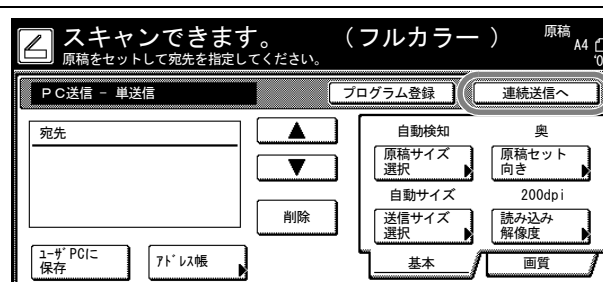 スキャンできます。 （フルカラー ） 原稿
A4
原稿をセットして宛先を指定してください。
PC送信 - 単送信 プログラム登録 連続送信へ
宛先
自動検知 奥
原稿サイズ
選択
原稿セット
向き
削除
自動サイズ 200dpi
送信サイズ
選択
読み込み
解像度
ﾕｰｻﾞPCに
保存
ｱﾄﾞﾚｽ帳
基本 画質